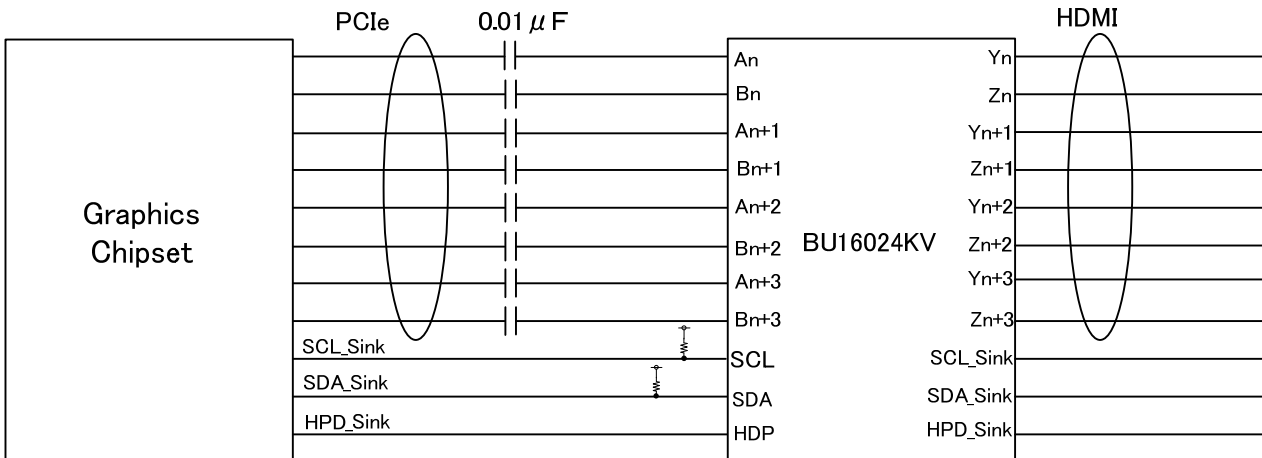 PCIe
0.01 μ F
HDMI
Graphics
Chipset
An
Bn
An+1
Bn+1
An+2
Bn+2
An+3
Bn+3
SCL_Sink
SDA_Sink
HPD_Sink
SCL
SDA
HDP
BU16024KV
Yn
Zn
Yn+1
Zn+1
Yn+2
Zn+2
Yn+3
Zn+3
SCL_Sink
SDA_Sink
HPD_Sink